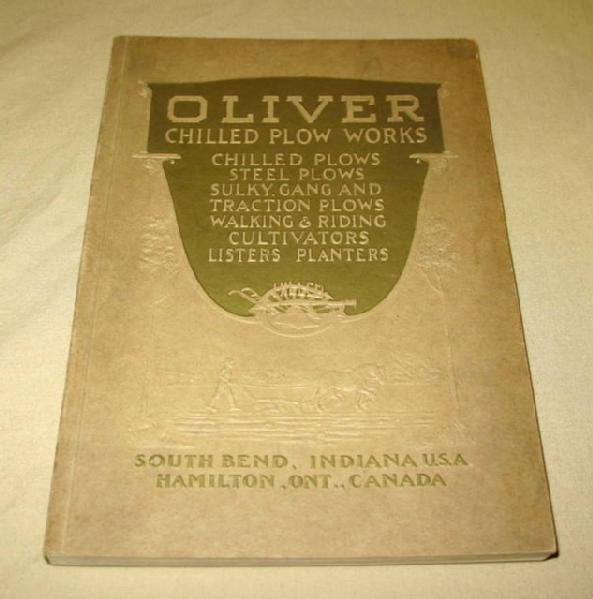 OLIVER
CHILLED PLOW WORKS
CHILLED PLOWS
STEEL PLOWS
SULKY, GANG AND
TRACTION PLOWS
WALKING & RIDING
CULTIVATORS
LISTERS PLANTERS
SOUTH BEND, INDIANA U.S.A
HAMILTON, ONT., CANADA